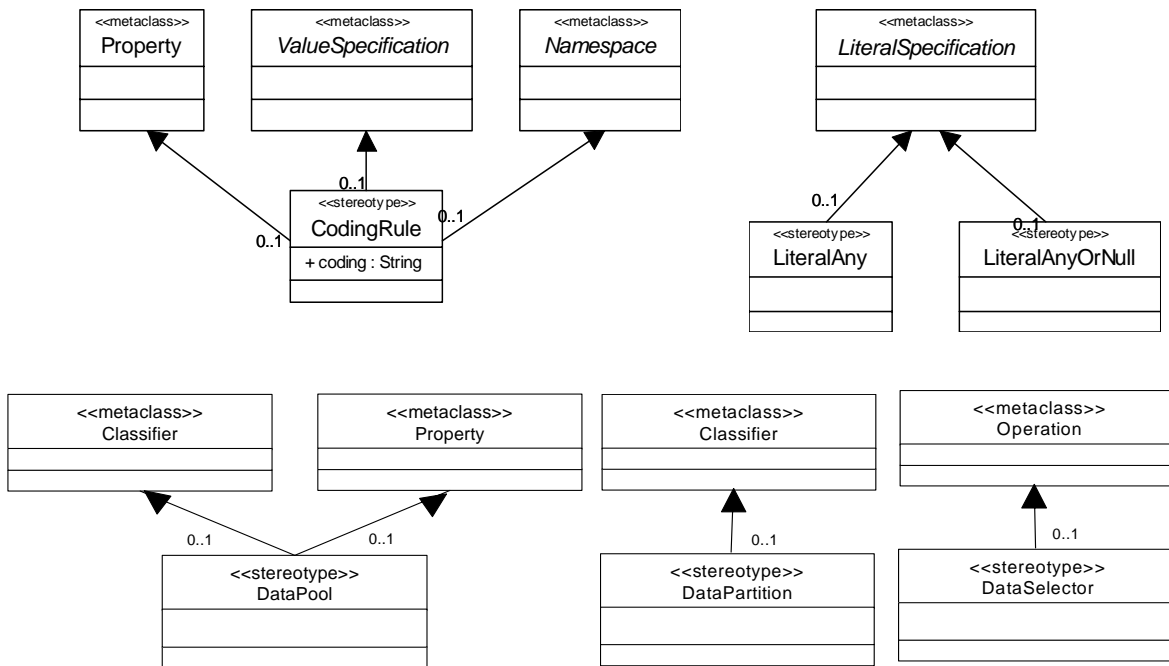 <<metaclass>>
Property
<<metaclass>>
ValueSpecification
<<metaclass>>
Namespace
<<metaclass>>
LiteralSpecification
0..1
0..1
0..1
<<stereotype>>
CodingRule
+ coding : String
0..1
<<stereotype>>
LiteralAny
0..1
<<stereotype>>
LiteralAnyOrNull
<<metaclass>>
Classifier
<<metaclass>>
Property
<<metaclass>>
Classifier
<<metaclass>>
Operation
0..1
0..1
0..1
0..1
<<stereotype>>
DataPool
<<stereotype>>
DataPartition
<<stereotype>>
DataSelector